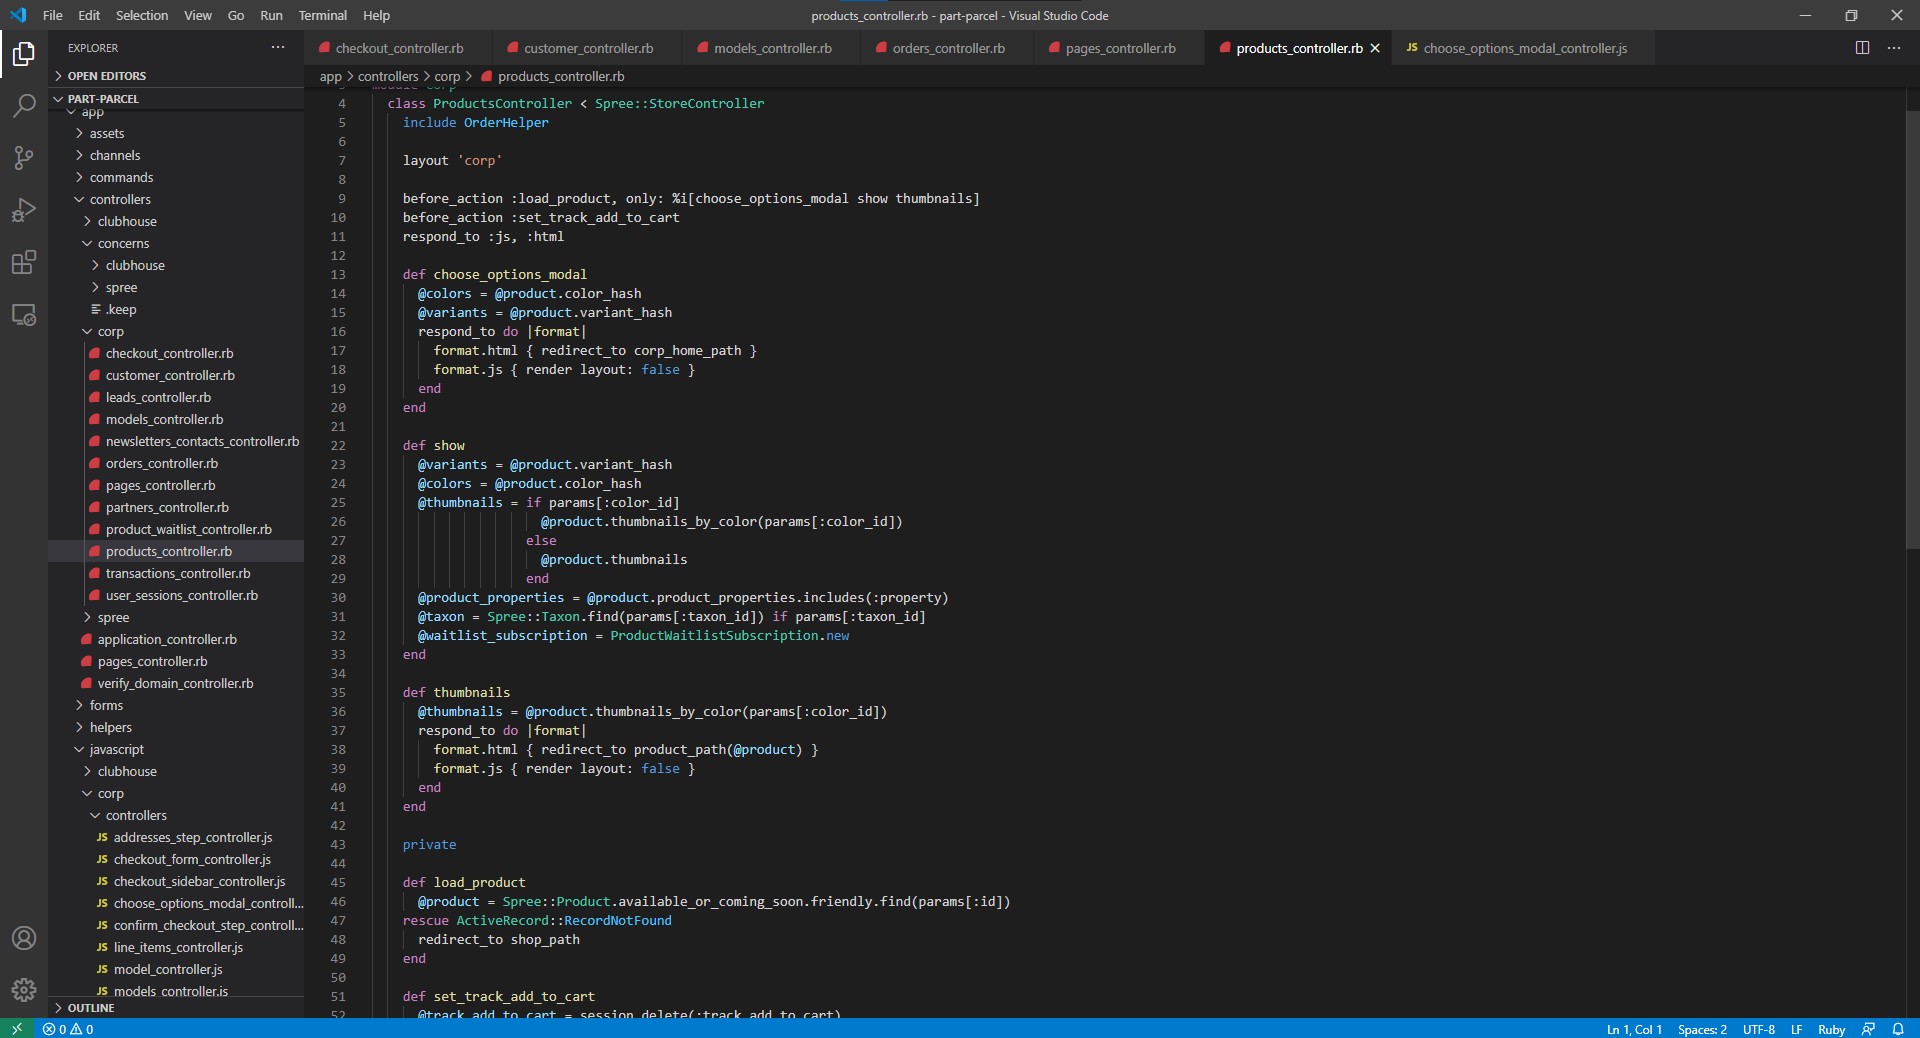 File Edit Selection View Go Run Terminal Help
products_controller.rb - part-parcel - Visual Studio Code
EXPLORER
OPEN EDITORS
PART-PARCEL
app
assets
channels
commands
controllers
clubhouse
concerns
clubhouse
spree
.keep
corp
checkout_controller.rb
customer_controller.rb
leads_controller.rb
models_controller.rb
newsletters_contacts_controller.rb
orders_controller.rb
pages_controller.rb
partners_controller.rb
product_waitlist_controller.rb
products_controller.rb
transactions_controller.rb
user_sessions_controller.rb
spree
application_controller.rb
pages_controller.rb
verify_domain_controller.rb
forms
helpers
javascript
clubhouse
corp
controllers
JS addresses_step_controller.js
JS checkout_form_controller.js
JS checkout_sidebar_controller.js
JS choose_options_modal_controll...
JS confirm_checkout_step_controll...
JS line_items_controller.js
JS model_controller.js
JS models_controller.js
OUTLINE
checkout_controller.rb customer_controller.rb models_controller.rb orders_controller.rb pages_controller.rb products_controller.rb JS choose_options_modal_controller.js
app > controllers > corp > products_controller.rb
3 module Corp
4 class ProductsController < Spree::StoreController
5 include OrderHelper
6
7 layout 'corp'
8
9 before_action :load_product, only: %i[choose_options_modal show thumbnails]
10 before_action :set_track_add_to_cart
11 respond_to :js, :html
12
13 def choose_options_modal
14 @colors = @product.color_hash
15 @variants = @product.variant_hash
16 respond_to do |format|
17 format.html { redirect_to corp_home_path }
18 format.js { render layout: false }
19 end
20 end
21
22 def show
23 @variants = @product.variant_hash
24 @colors = @product.color_hash
25 @thumbnails = if params[:color_id]
26 @product.thumbnails_by_color(params[:color_id])
27 else
28 @product.thumbnails
29 end
30 @product_properties = @product.product_properties.includes(:property)
31 @taxon = Spree::Taxon.find(params[:taxon_id]) if params[:taxon_id]
32 @waitlist_subscription = ProductWaitlistSubscription.new
33 end
34
35 def thumbnails
36 @thumbnails = @product.thumbnails_by_color(params[:color_id])
37 respond_to do |format|
38 format.html { redirect_to product_path(@product) }
39 format.js { render layout: false }
40 end
41 end
42
43 private
44
45 def load_product
46 @product = Spree::Product.available_or_coming_soon.friendly.find(params[:id])
47 rescue ActiveRecord::RecordNotFound
48 redirect_to shop_path
49 end
50
51 def set_track_add_to_cart
52 @track_add_to_cart = session.delete(:track_add_to_cart)
0 0
Ln 1, Col 1 Spaces: 2 UTF-8 LF Ruby